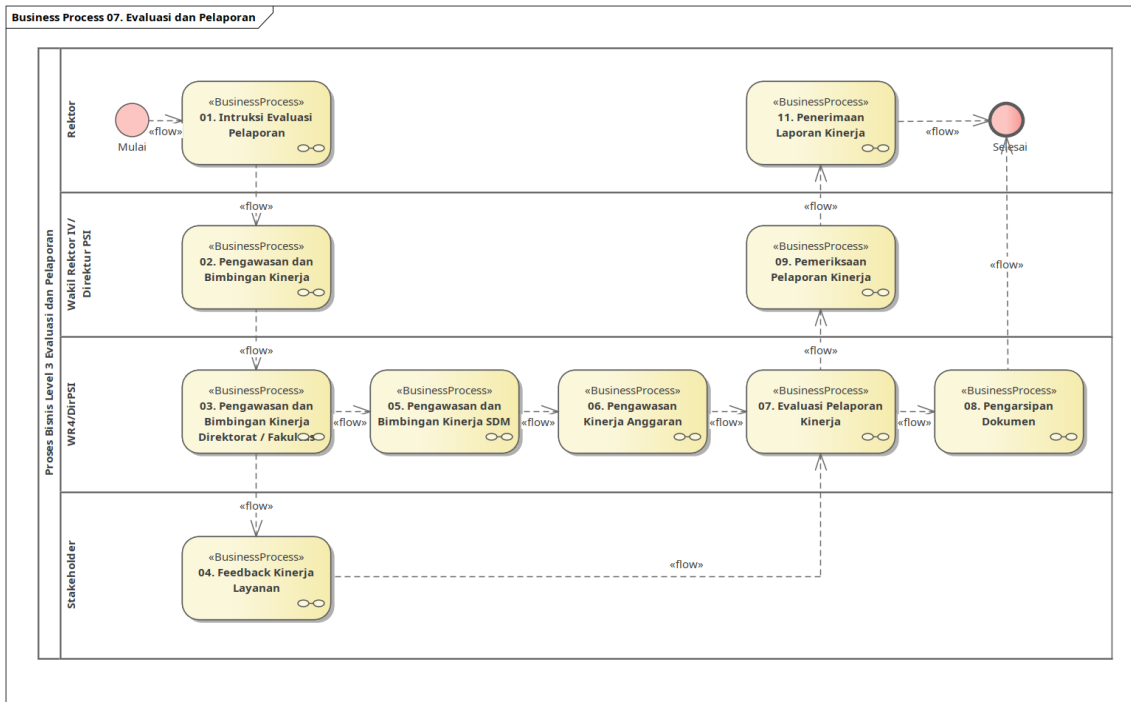 Business Process 07. Evaluasi dan Pelaporan
Proses Bisnis Level 3 Evaluasi dan Pelaporan
Rektor
Mulai
«flow»
«BusinessProcess»
01. Intruksi Evaluasi
Pelaporan
«BusinessProcess»
11. Penerimaan
Laporan Kinerja
«flow»
Selesai
«flow»
«flow»
Wakil Rektor IV/
Direktur PSI
«BusinessProcess»
02. Pengawasan dan
Bimbingan Kinerja
«BusinessProcess»
09. Pemeriksaan
Pelaporan Kinerja
«flow»
«flow»
«flow»
WR4/DirPSI
«BusinessProcess»
03. Pengawasan dan
Bimbingan Kinerja
Direktorat / Fakultas
«flow»
«BusinessProcess»
05. Pengawasan dan
Bimbingan Kinerja SDM
«flow»
«BusinessProcess»
06. Pengawasan
Kinerja Anggaran
«flow»
«BusinessProcess»
07. Evaluasi Pelaporan
Kinerja
«flow»
«BusinessProcess»
08. Pengarsipan
Dokumen
«flow»
Stakeholder
«BusinessProcess»
04. Feedback Kinerja
Layanan
«flow»